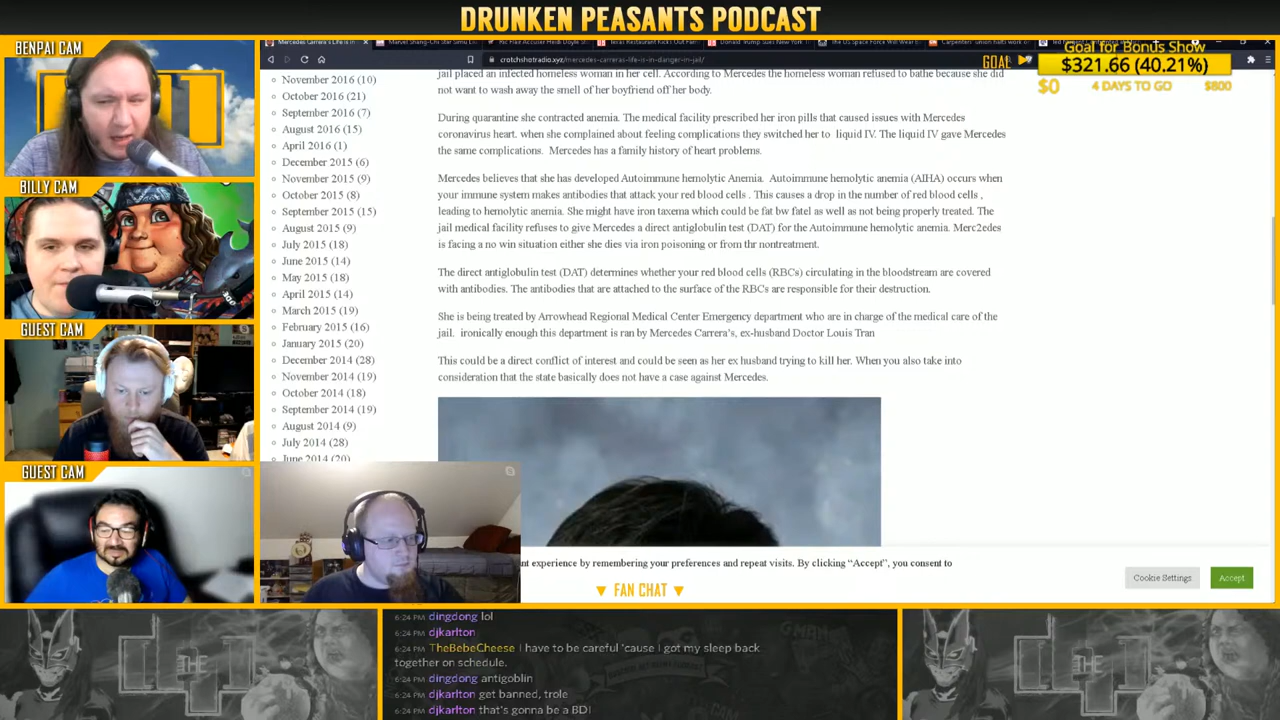 DRUNKEN PEASANTS PODCAST
BENPAI CAM
BILLY CAM
GUEST CAM
GUEST CAM
Mercedes Carrera's Life is in
crotchshotradio.xyz/mercedes-carreras-life-is-in-danger-in-jail/
GOAL
Goal for Bonus Show
$321.66 (40.21%)
$0 4 DAYS TO GO $800
November 2016 (10)
October 2016 (21)
September 2016 (7)
August 2016 (15)
April 2016 (1)
December 2015 (6)
November 2015 (9)
October 2015 (8)
September 2015 (15)
August 2015 (9)
July 2015 (18)
June 2015 (14)
May 2015 (18)
April 2015 (14)
March 2015 (19)
February 2015 (16)
January 2015 (20)
December 2014 (28)
November 2014 (19)
October 2014 (18)
September 2014 (19)
August 2014 (9)
July 2014 (28)
June 2014 (20)
jail placed an infected homeless woman in her cell. According to Mercedes the homeless woman refused to bathe because she did
not want to wash away the smell of her boyfriend off her body.
During quarantine she contracted anemia. The medical facility prescribed her iron pills that caused issues with Mercedes
coronavirus heart. when she complained about feeling complications they switched her to liquid IV. The liquid IV gave Mercedes
the same complications. Mercedes has a family history of heart problems.
Mercedes believes that she has developed Autoimmune hemolytic Anemia. Autoimmune hemolytic anemia (AIHA) occurs when
your immune system makes antibodies that attack your red blood cells . This causes a drop in the number of red blood cells ,
leading to hemolytic anemia. She might have iron taxema which could be fat bw fatel as well as not being properly treated. The
jail medical facility refuses to give Mercedes a direct antiglobulin test (DAT) for the Autoimmune hemolytic anemia. Merc2edes
is facing a no win situation either she dies via iron poisoning or from thr nontreatment.
The direct antiglobulin test (DAT) determines whether your red blood cells (RBCs) circulating in the bloodstream are covered
with antibodies. The antibodies that are attached to the surface of the RBCs are responsible for their destruction.
She is being treated by Arrowhead Regional Medical Center Emergency department who are in charge of the medical care of the
jail. ironically enough this department is ran by Mercedes Carrera's, ex-husband Doctor Louis Tran
This could be a direct conflict of interest and could be seen as her ex husband trying to kill her. When you also take into
consideration that the state basically does not have a case against Mercedes.
nt experience by remembering your preferences and repeat visits. By clicking “Accept”, you consent to
Cookie Settings
Accept
▼ FAN CHAT ▼
6:24 PM dingdong lol
6:24 PM djkarlton
6:24 PM TheBebeCheese I have to be careful 'cause I got my sleep back
together on schedule.
6:24 PM dingdong antigoblin
6:24 PM djkarlton get banned, trole
6:24 PM djkarlton that's gonna be a BD!